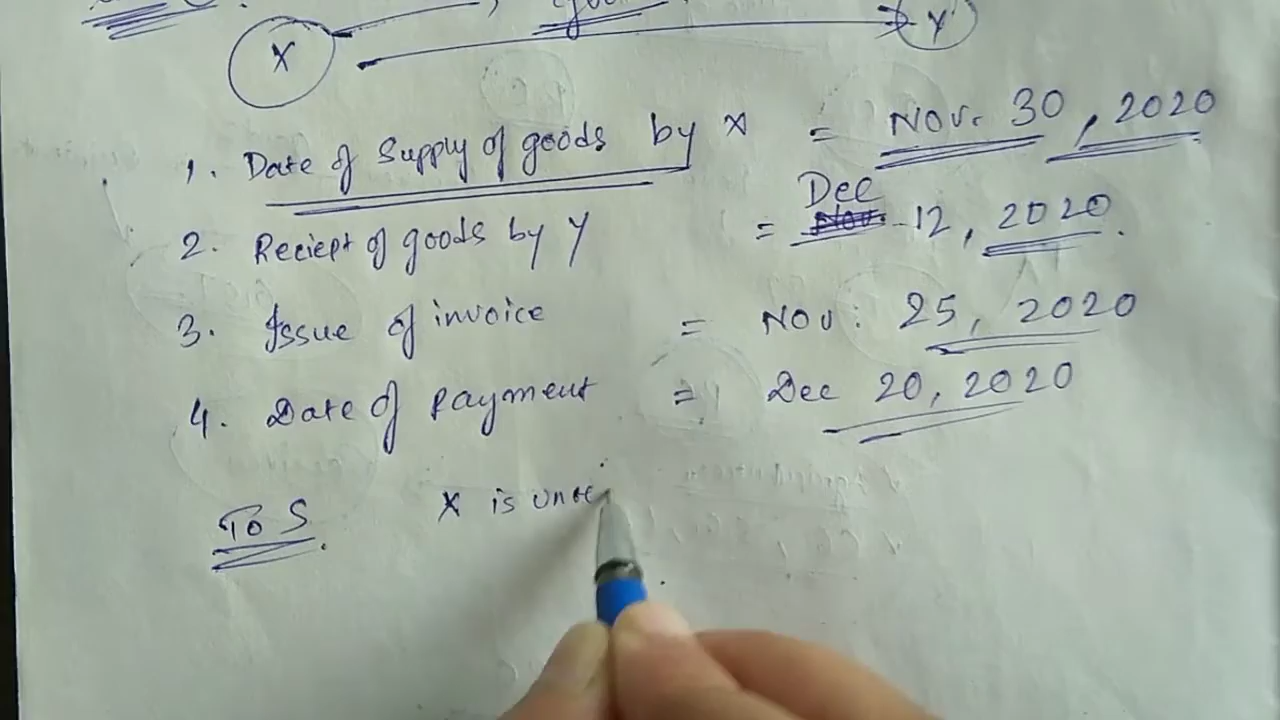 X Y
1. Date of Supply of goods by X = Nov. 30, 2020
2. Reciept of goods by Y = Dec 12, 2020.
3. Issue of invoice = Nov: 25, 2020
4. Date of payment = Dec 20, 2020
ToS. X is